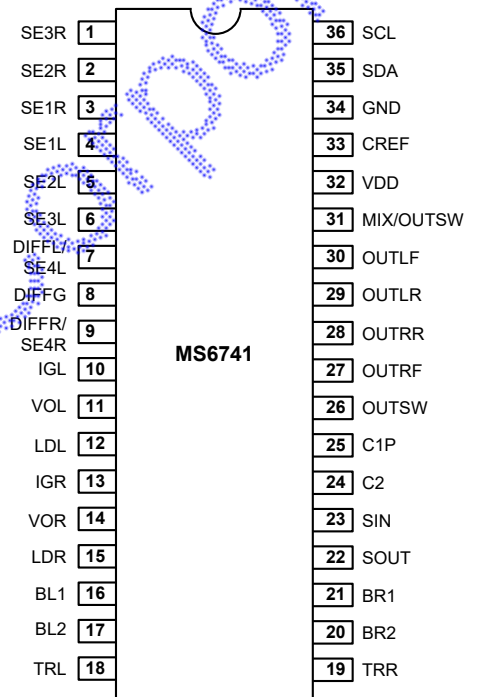 SE3R 1 36 SCL
SE2R 2 35 SDA
SE1R 3 34 GND
SE1L 4 33 CREF
SE2L 5 32 VDD
SE3L 6 31 MIX/OUTSW
DIFFL/
SE4L 7 30 OUTLF
DIFFG 8 29 OUTLR
DIFFR/
SE4R 9 28 OUTRR
MS6741
IGL 10 27 OUTRF
VOL 11 26 OUTSW
LDL 12 25 C1P
IGR 13 24 C2
VOR 14 23 SIN
LDR 15 22 SOUT
BL1 16 21 BR1
BL2 17 20 BR2
TRL 18 19 TRR